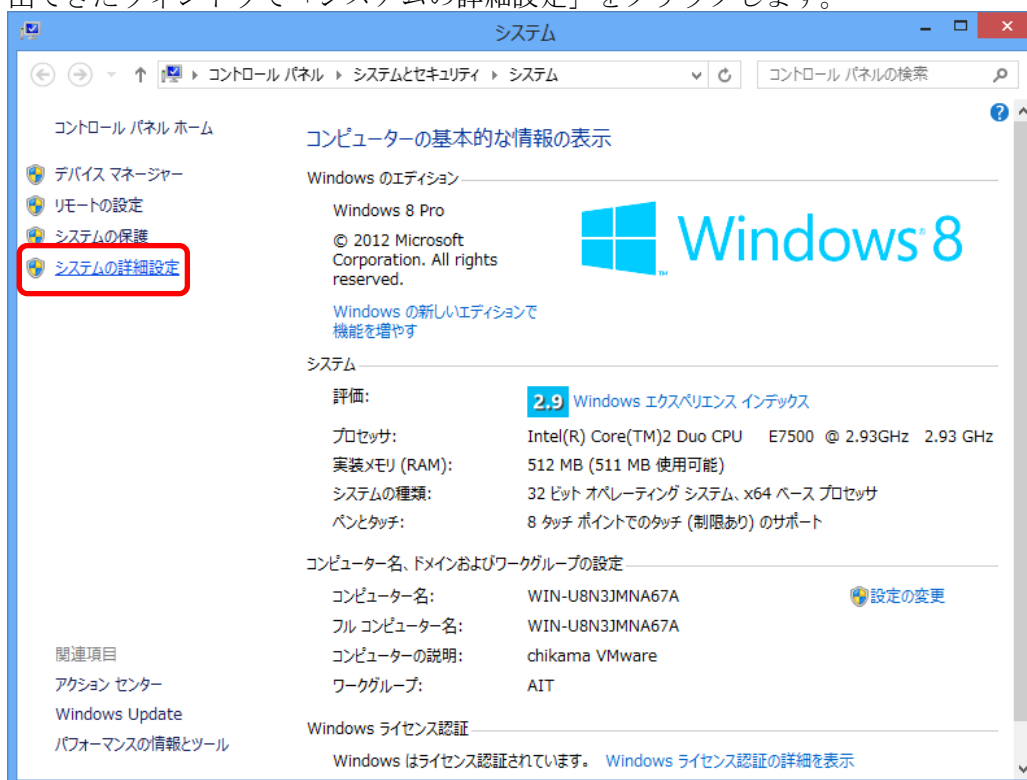 出てきたウィンドウで「システムの詳細設定」をクリックします。
システム
コントロール パネル システムとセキュリティ システム
コントロール パネルの検索
コントロール パネル ホーム
デバイス マネージャー
リモートの設定
システムの保護
システムの詳細設定
コンピューターの基本的な情報の表示
Windows のエディション
Windows 8 Pro
© 2012 Microsoft
Corporation. All rights
reserved.
Windows の新しいエディションで
機能を増やす
Windows 8
システム
評価: 2.9 Windows エクスペリエンス インデックス
プロセッサ: Intel(R) Core(TM)2 Duo CPU E7500 @ 2.93GHz 2.93 GHz
実装メモリ (RAM): 512 MB (511 MB 使用可能)
システムの種類: 32 ビット オペレーティング システム、x64 ベース プロセッサ
ペンとタッチ: 8 タッチ ポイントでのタッチ (制限あり) のサポート
コンピューター名、ドメインおよびワークグループの設定
コンピューター名: WIN-U8N3JMNA67A 設定の変更
フル コンピューター名: WIN-U8N3JMNA67A
コンピューターの説明: chikama VMware
ワークグループ: AIT
Windows ライセンス認証
Windows はライセンス認証されています。 Windows ライセンス認証の詳細を表示
関連項目
アクション センター
Windows Update
パフォーマンスの情報とツール